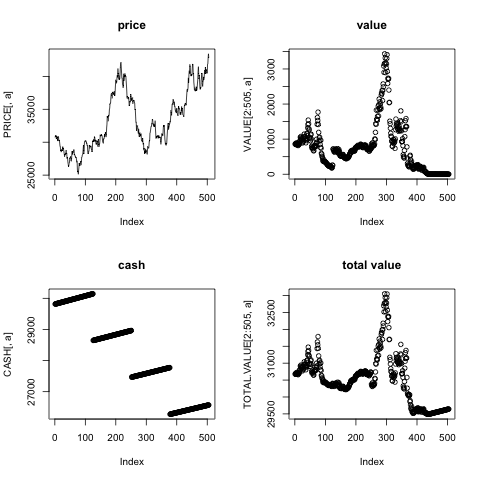 price
PRICE[, a]
25000
35000
0
100
200
300
400
500
Index
value
VALUE[2:505, a]
0
1000
2000
3000
0
100
200
300
400
500
Index
cash
CASH[, a]
27000
29000
0
100
200
300
400
500
Index
total value
TOTAL.VALUE[2:505, a]
29500
31000
32500
0
100
200
300
400
500
Index